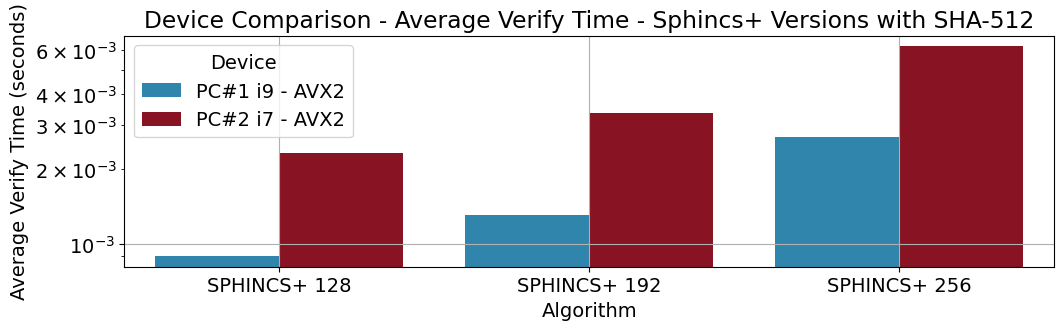 Device Comparison - Average Verify Time - Sphincs+ Versions with SHA-512
Average Verify Time (seconds)
6 × 10⁻³
4 × 10⁻³
3 × 10⁻³
2 × 10⁻³
10⁻³
Device
PC#1 i9 - AVX2
PC#2 i7 - AVX2
SPHINCS+ 128
SPHINCS+ 192
SPHINCS+ 256
Algorithm